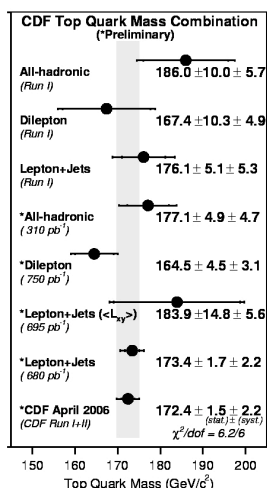 CDF Top Quark Mass Combination
(*Preliminary)
All-hadronic 186.0 ±10.0 ± 5.7
(Run I)
Dilepton 167.4 ±10.3 ± 4.9
(Run I)
Lepton+Jets 176.1 ± 5.1 ± 5.3
(Run I)
*All-hadronic 177.1 ± 4.9 ± 4.7
( 310 pb⁻¹)
*Dilepton 164.5 ± 4.5 ± 3.1
( 750 pb⁻¹)
*Lepton+Jets (<Lxy>) 183.9 ±14.8 ± 5.6
( 695 pb⁻¹)
*Lepton+Jets 173.4 ± 1.7 ± 2.2
( 680 pb⁻¹)
*CDF April 2006 172.4 ± 1.5 ± 2.2
(CDF Run I+II) (stat.) ± (syst.)
χ²/dof = 6.2/6
150 160 170 180 190 200
Top Quark Mass (GeV/c²)